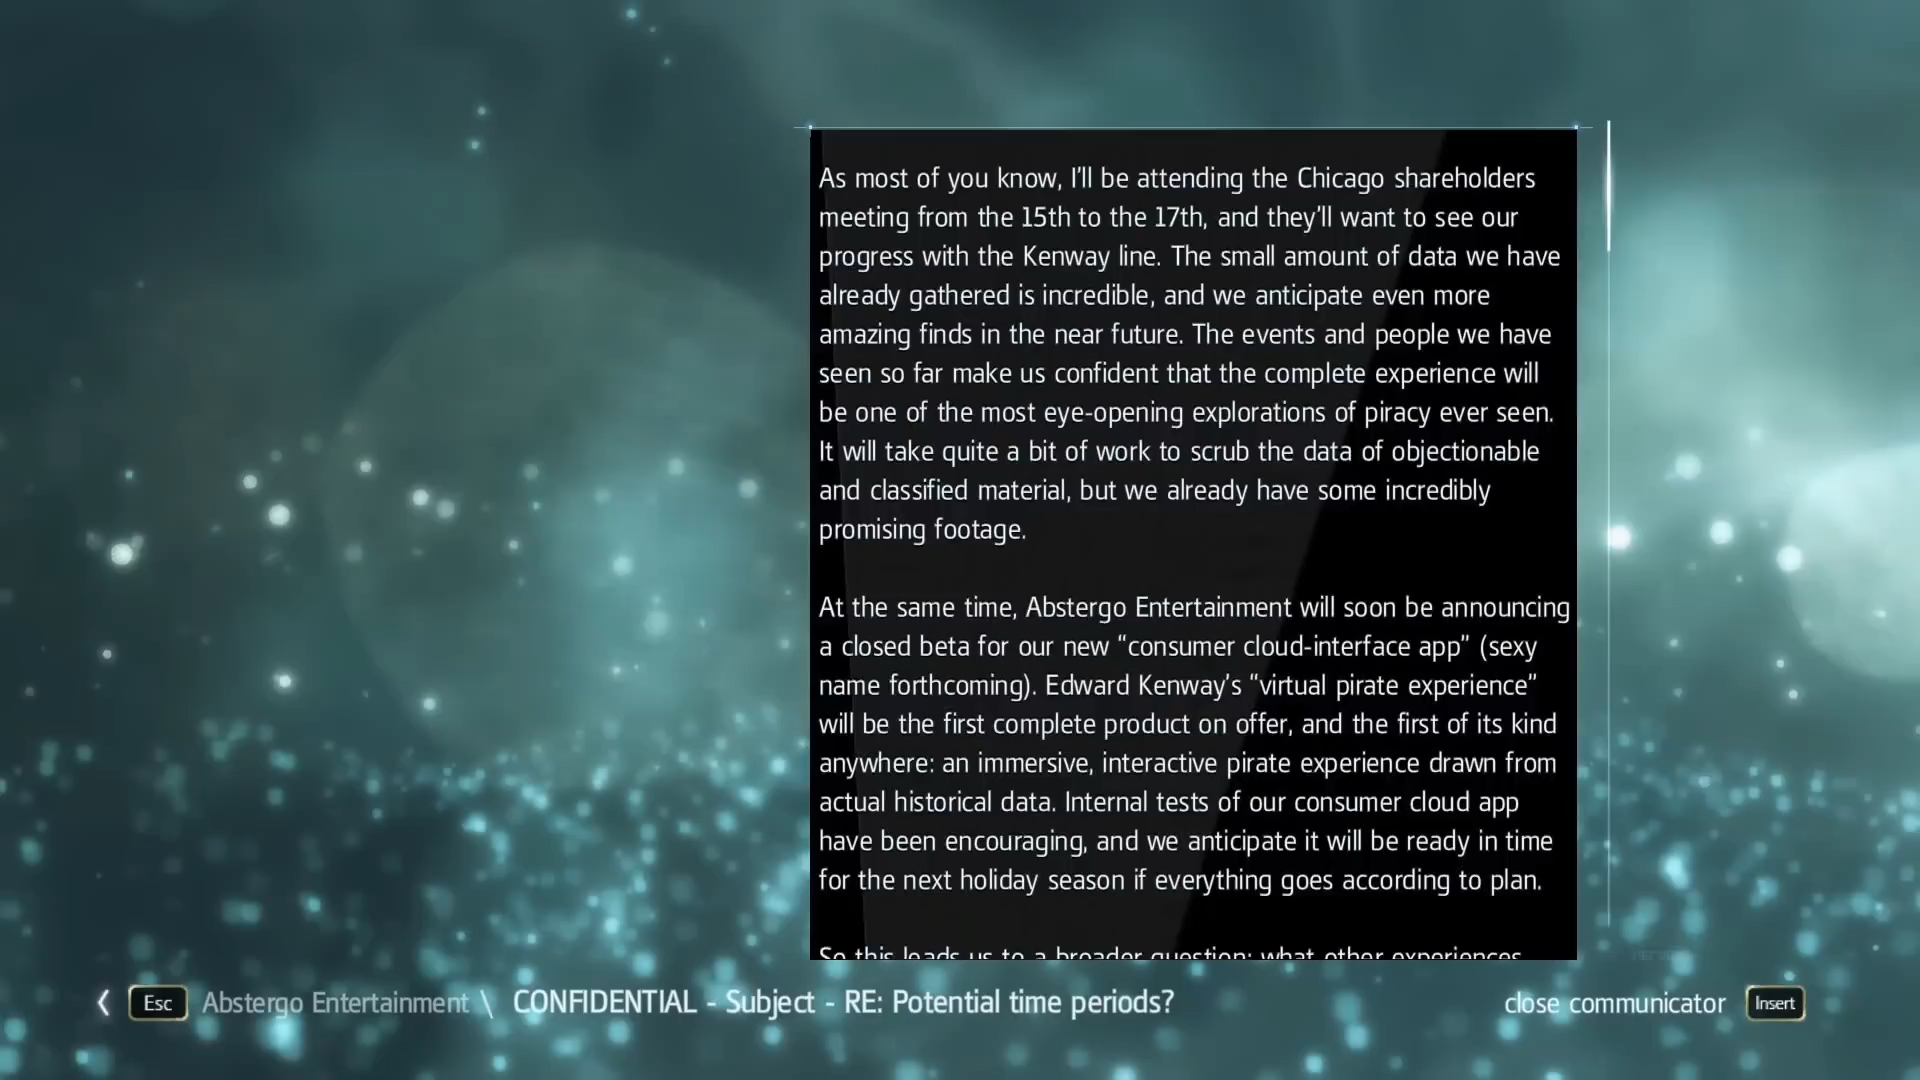 As most of you know, I'll be attending the Chicago shareholders
meeting from the 15th to the 17th, and they'll want to see our
progress with the Kenway line. The small amount of data we have
already gathered is incredible, and we anticipate even more
amazing finds in the near future. The events and people we have
seen so far make us confident that the complete experience will
be one of the most eye-opening explorations of piracy ever seen.
It will take quite a bit of work to scrub the data of objectionable
and classified material, but we already have some incredibly
promising footage.
At the same time, Abstergo Entertainment will soon be announcing
a closed beta for our new “consumer cloud-interface app” (sexy
name forthcoming). Edward Kenway's “virtual pirate experience”
will be the first complete product on offer, and the first of its kind
anywhere: an immersive, interactive pirate experience drawn from
actual historical data. Internal tests of our consumer cloud app
have been encouraging, and we anticipate it will be ready in time
for the next holiday season if everything goes according to plan.
So this leads us to a broader question: what other experiences
Esc Abstergo Entertainment \ CONFIDENTIAL - Subject - RE: Potential time periods?
close communicator Insert